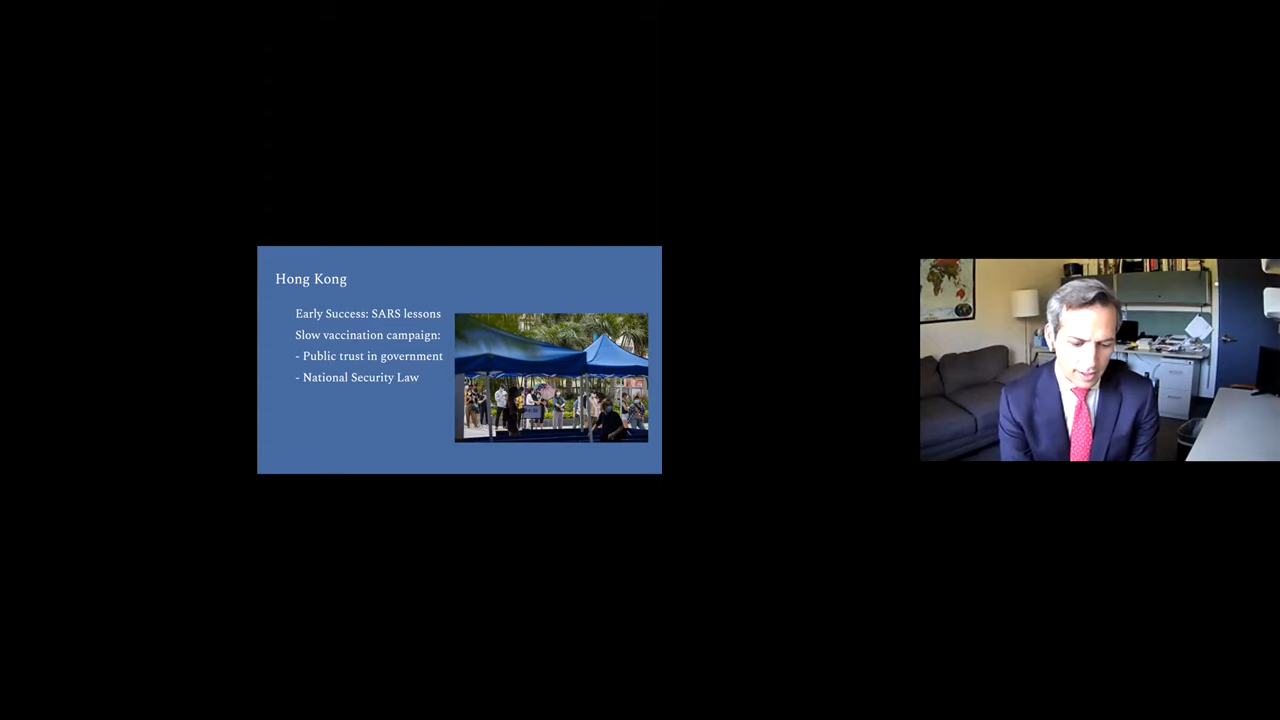 Hong Kong
Early Success: SARS lessons
Slow vaccination campaign:
- Public trust in government
- National Security Law